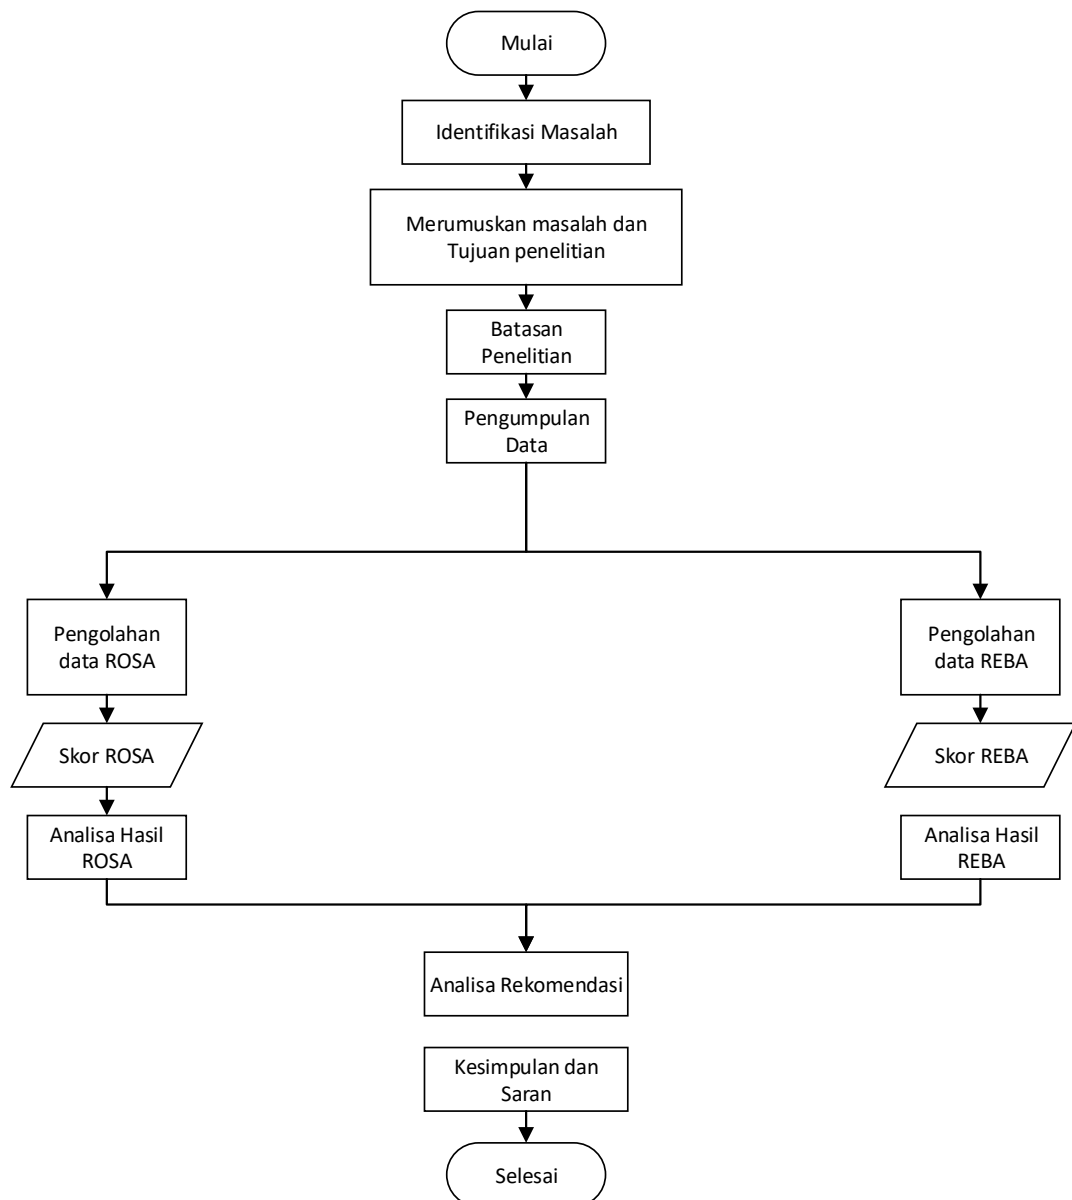 Mulai
Identifikasi Masalah
Merumuskan masalah dan
Tujuan penelitian
Batasan
Penelitian
Pengumpulan
Data
Pengolahan
data ROSA
Pengolahan
data REBA
Skor ROSA
Skor REBA
Analisa Hasil
ROSA
Analisa Hasil
REBA
Analisa Rekomendasi
Kesimpulan dan
Saran
Selesai